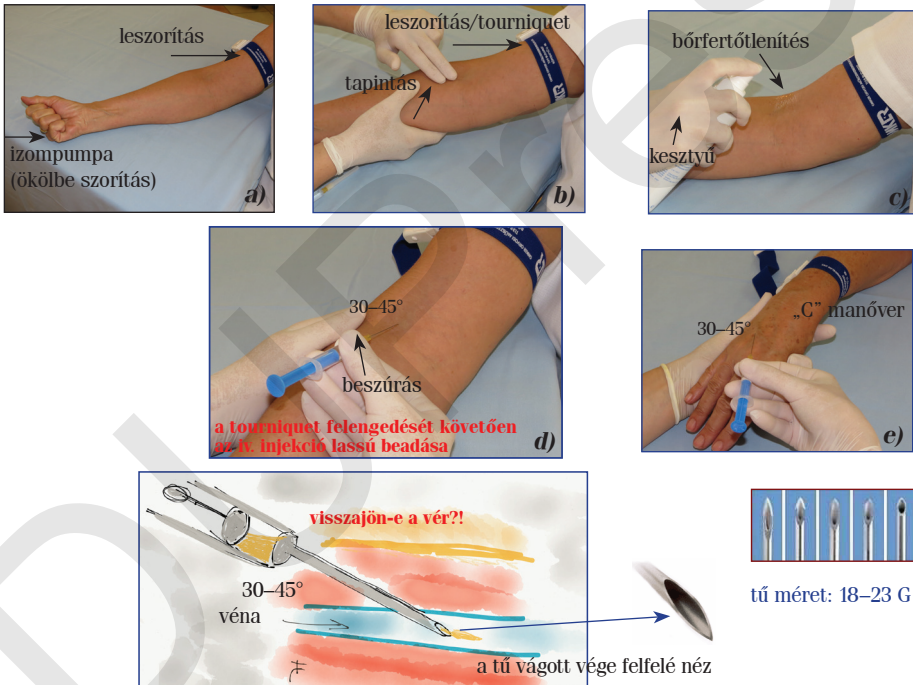 leszorítás
izompumpa
(ökölbe szorítás)
a)
leszorítás/tourniquet
tapintás
b)
bőrfertőtlenítés
kesztyű
c)
30–45°
beszúrás
a tourniquet felengedését követően
az iv. injekció lassú beadása
d)
„C” manőver
30–45°
e)
visszajön-e a vér?!
30–45°
véna
a tű vágott vége felfelé néz
tű méret: 18–23 G